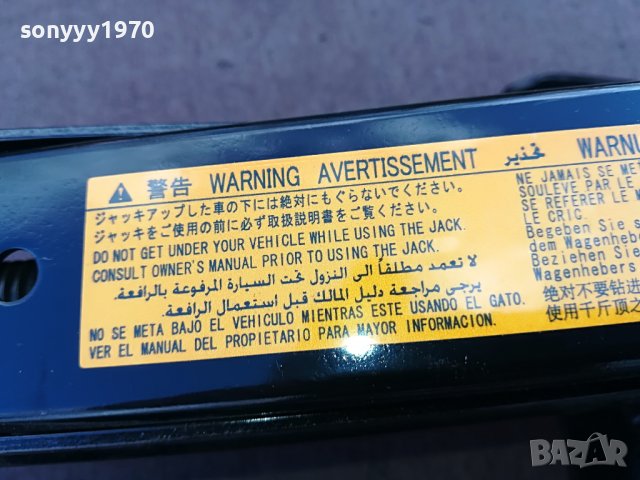 sonyyy1970
⚠ 警告 WARNING AVERTISSEMENT تحذير WARNU
ジャッキアップした車の下には絶対にもぐらないでください。
ジャッキをご使用の前に必ず取扱説明書をご覧ください。
DO NOT GET UNDER YOUR VEHICLE WHILE USING THE JACK.
CONSULT OWNER'S MANUAL PRIOR TO USING THE JACK.
لا تعمد مطلقاً الى النزول تحت السيارة المرفوعة بالرافعة.
يرجى مراجعة دليل المالك قبل أستعمال الرافعة.
NO SE META BAJO EL VEHICULO MIENTRAS ESTE USANDO EL GATO.
VER EL MANUAL DEL PROPIETARIO PARA MAYOR INFORMACION.
NE JAMAIS SE ME
SOULEVE PAR LE
SE REFERER LE M
LE CRIC.
Begeben Sie s
dem Wagenhebe
Beziehen Sie
Wagenhebers
绝对不要钻进
使用千斤顶之
BAZAR